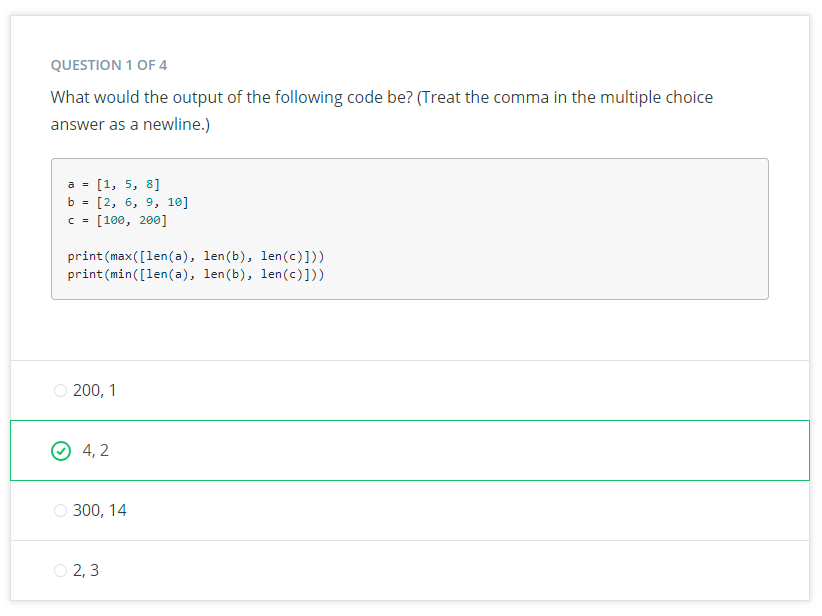 QUESTION 1 OF 4
What would the output of the following code be? (Treat the comma in the multiple choice
answer as a newline.)
a = [1, 5, 8]
b = [2, 6, 9, 10]
c = [100, 200]
print(max([len(a), len(b), len(c)]))
print(min([len(a), len(b), len(c)]))
200, 1
4, 2
300, 14
2, 3